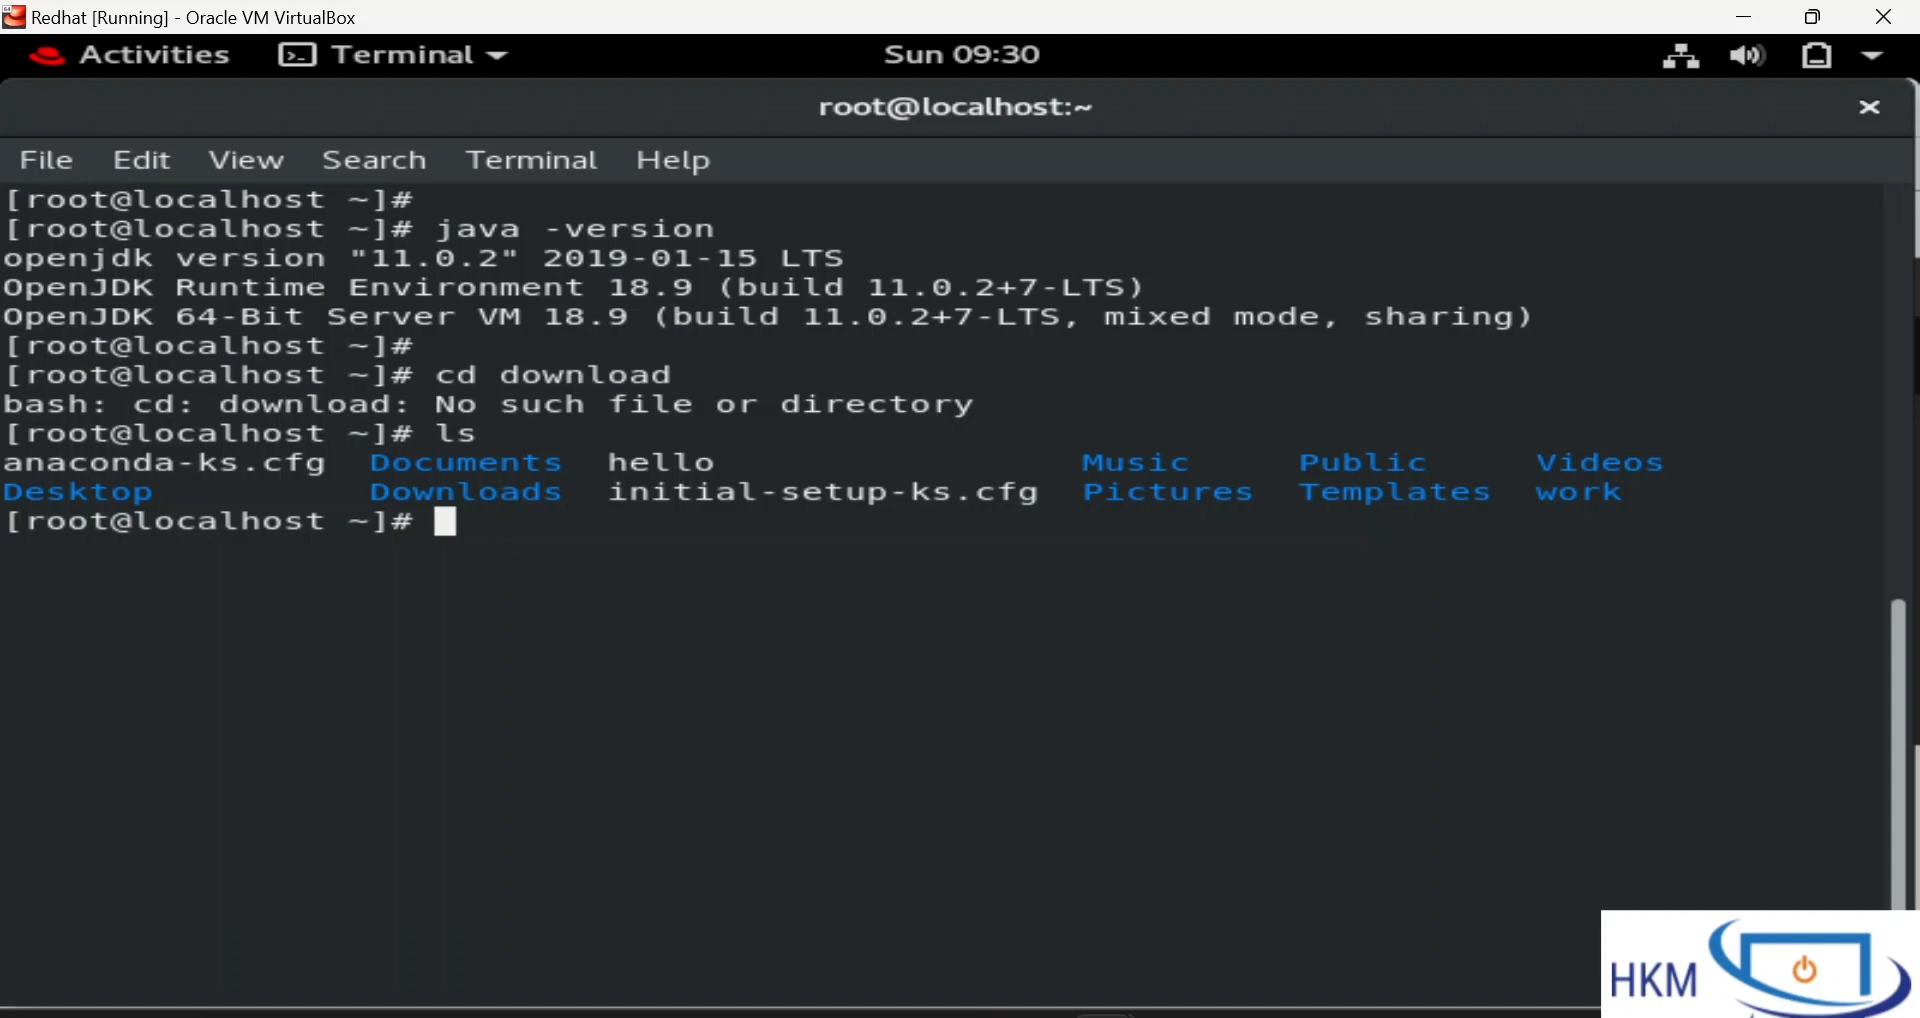 Redhat [Running] - Oracle VM VirtualBox
Activities Terminal Sun 09:30
root@localhost:~
File Edit View Search Terminal Help
[root@localhost ~]#
[root@localhost ~]# java -version
openjdk version "11.0.2" 2019-01-15 LTS
OpenJDK Runtime Environment 18.9 (build 11.0.2+7-LTS)
OpenJDK 64-Bit Server VM 18.9 (build 11.0.2+7-LTS, mixed mode, sharing)
[root@localhost ~]#
[root@localhost ~]# cd download
bash: cd: download: No such file or directory
[root@localhost ~]# ls
anaconda-ks.cfg Documents hello Music Public Videos
Desktop Downloads initial-setup-ks.cfg Pictures Templates work
[root@localhost ~]#
HKM